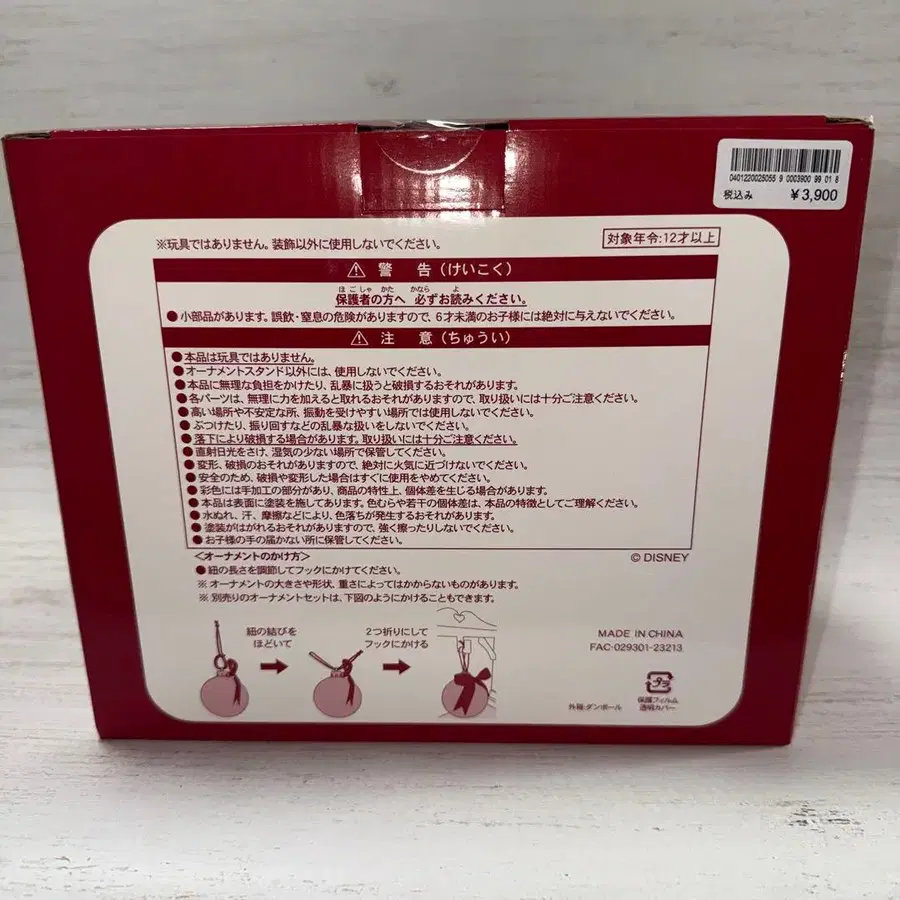 0401220025055 9 0003900 99 01 8
税込み ¥3,900
※玩具ではありません。装飾以外に使用しないでください。
対象年令:12才以上
⚠ 警 告（けいこく）
保護者の方へ 必ずお読みください。
●小部品があります。誤飲・窒息の危険がありますので、6才未満のお子様には絶対に与えないでください。
⚠ 注 意（ちゅうい）
●本品は玩具ではありません。
●オーナメントスタンド以外には、使用しないでください。
●本品に無理な負担をかけたり、乱暴に扱うと破損するおそれがあります。
●各パーツは、無理に力を加えると取れるおそれがありますので、取り扱いには十分ご注意ください。
●高い場所や不安定な所、振動を受けやすい場所では使用しないでください。
●ぶつけたり、振り回すなどの乱暴な扱いをしないでください。
●落下により破損する場合があります。取り扱いには十分ご注意ください。
●直射日光をさけ、湿気の少ない場所で保管してください。
●変形、破損のおそれがありますので、絶対に火気に近づけないでください。
●安全のため、破損や変形した場合はすぐに使用をやめてください。
●彩色には手加工の部分があり、商品の特性上、個体差を生じる場合があります。
●本品は表面に塗装を施してあります。色むらや若干の個体差は、本品の特徴としてご理解ください。
●水ぬれ、汗、摩擦などにより、色落ちが発生するおそれがあります。
●塗装がはがれるおそれがありますので、強く擦ったりしないでください。
●お子様の手の届かない所に保管してください。
© DISNEY
<オーナメントのかけ方>
●紐の長さを調節してフックにかけてください。
※オーナメントの大きさや形状、重さによってはかからないものがあります。
※別売りのオーナメントセットは、下図のようにかけることもできます。
紐の結びを
ほどいて
2つ折りにして
フックにかける
MADE IN CHINA
FAC-029301-23213
プラ
外箱:ダンボール
保護フィルム
透明カバー